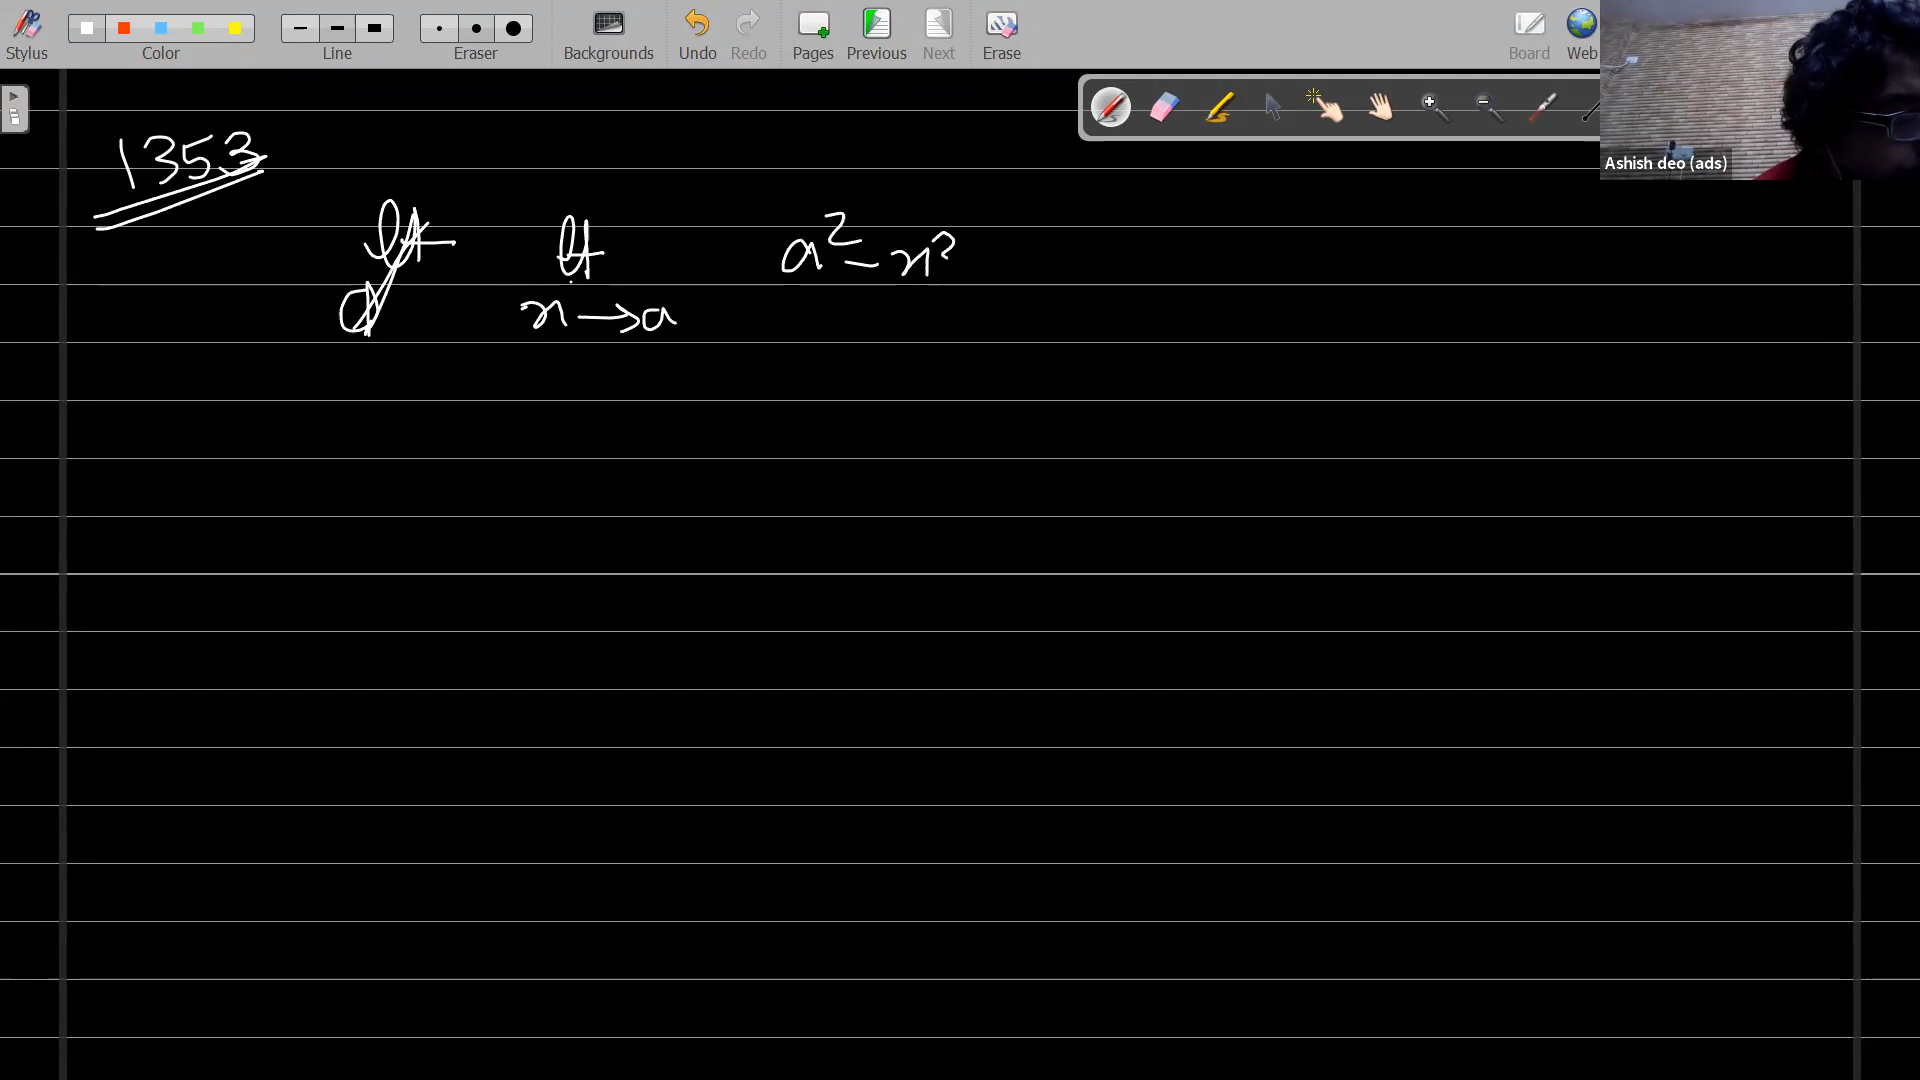 Stylus Color Line Eraser Backgrounds Undo Redo Pages Previous Next Erase Board Web
Ashish deo (ads)
1353
lt a² - x²
x → a